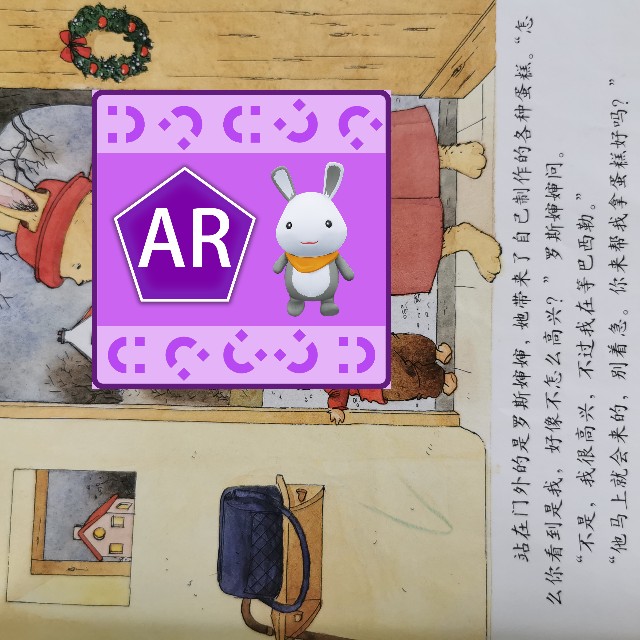 AR
站在门外的是罗斯婶婶，她带来了自己制作的各种蛋糕。“怎
么你看到是我，好像不怎么高兴？”罗斯婶婶问。
“不是，我很高兴，不过我在等巴西勒。”
“他马上就会来的，别着急。你来帮我拿蛋糕好吗？”